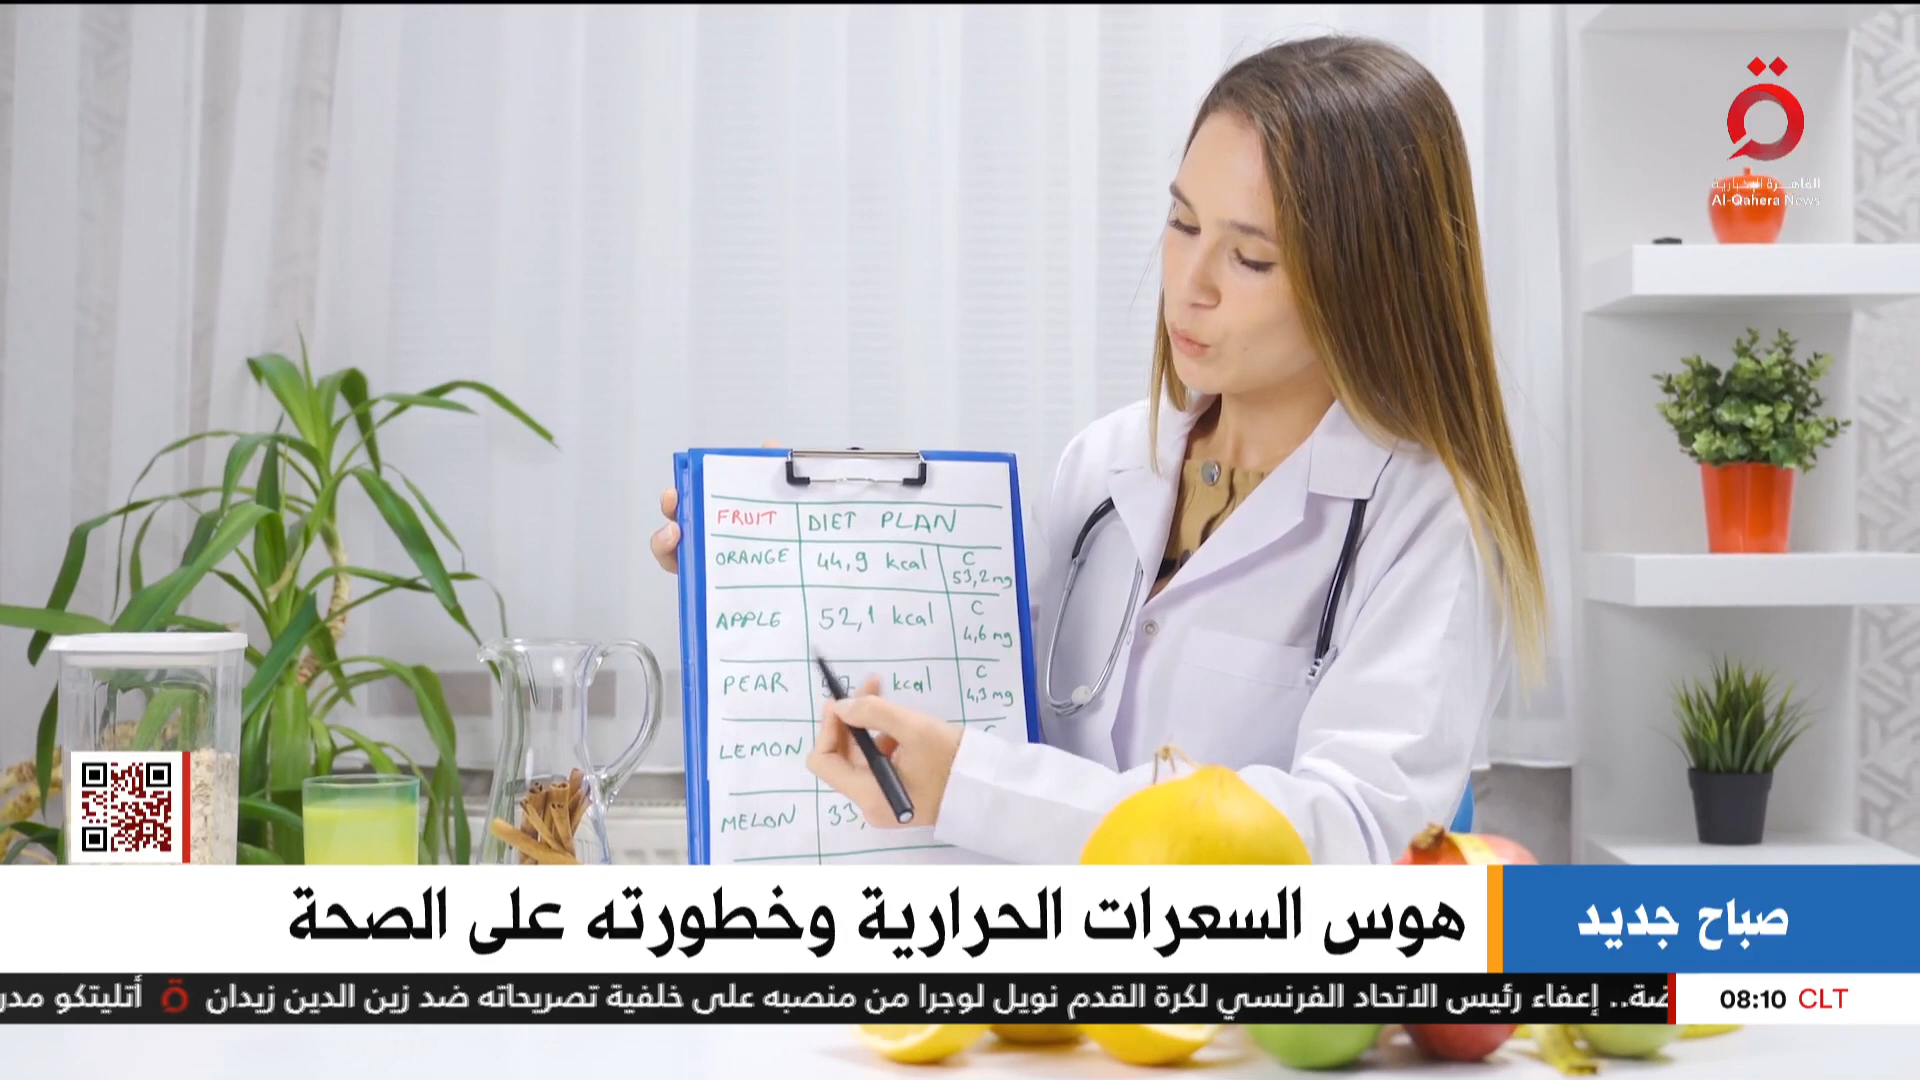 القاهرة الإخبارية
Al-Qahera News
FRUIT DIET PLAN
ORANGE 44,9 kcal C 53,2mg
APPLE 52,1 kcal C 4,6 mg
PEAR kcal C 4,3 mg
LEMON C
MELON 33,
صباح جديد
هوس السعرات الحرارية وخطورته على الصحة
08:10 CLT
إعفاء رئيس الاتحاد الفرنسي لكرة القدم نويل لوجرا من منصبه على خلفية تصريحاته ضد زين الدين زيدان أتليتكو